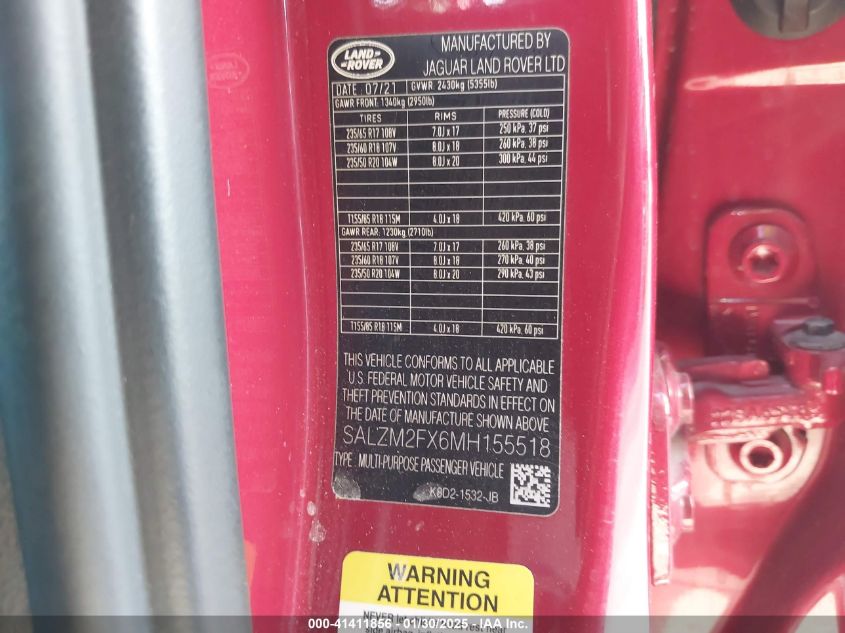 LAND ROVER
MANUFACTURED BY
JAGUAR LAND ROVER LTD
DATE: 07/21 GVWR: 2430kg (5355lb)
GAWR FRONT: 1340kg (2950lb)
TIRES RIMS PRESSURE (COLD)
235/65 R17 108V 7.0J x 17 250 kPa, 37 psi
235/60 R18 107V 8.0J x 18 260 kPa, 38 psi
235/50 R20 104W 8.0J x 20 300 kPa, 44 psi
T155/85 R18 115M 4.0J x 18 420 kPa, 60 psi
GAWR REAR: 1230kg (2710lb)
235/65 R17 108V 7.0J x 17 260 kPa, 38 psi
235/60 R18 107V 8.0J x 18 270 kPa, 40 psi
235/50 R20 104W 8.0J x 20 290 kPa, 43 psi
T155/85 R18 115M 4.0J x 18 420 kPa, 60 psi
THIS VEHICLE CONFORMS TO ALL APPLICABLE
U.S. FEDERAL MOTOR VEHICLE SAFETY AND
THEFT PREVENTION STANDARDS IN EFFECT ON
THE DATE OF MANUFACTURE SHOWN ABOVE
SALZM2FX6MH155518
TYPE: MULTI-PURPOSE PASSENGER VEHICLE
K8D2-1532-JB
WARNING
ATTENTION
NEVER rest heat
side
000-41411856 - 01/30/2025 - IAA, Inc.